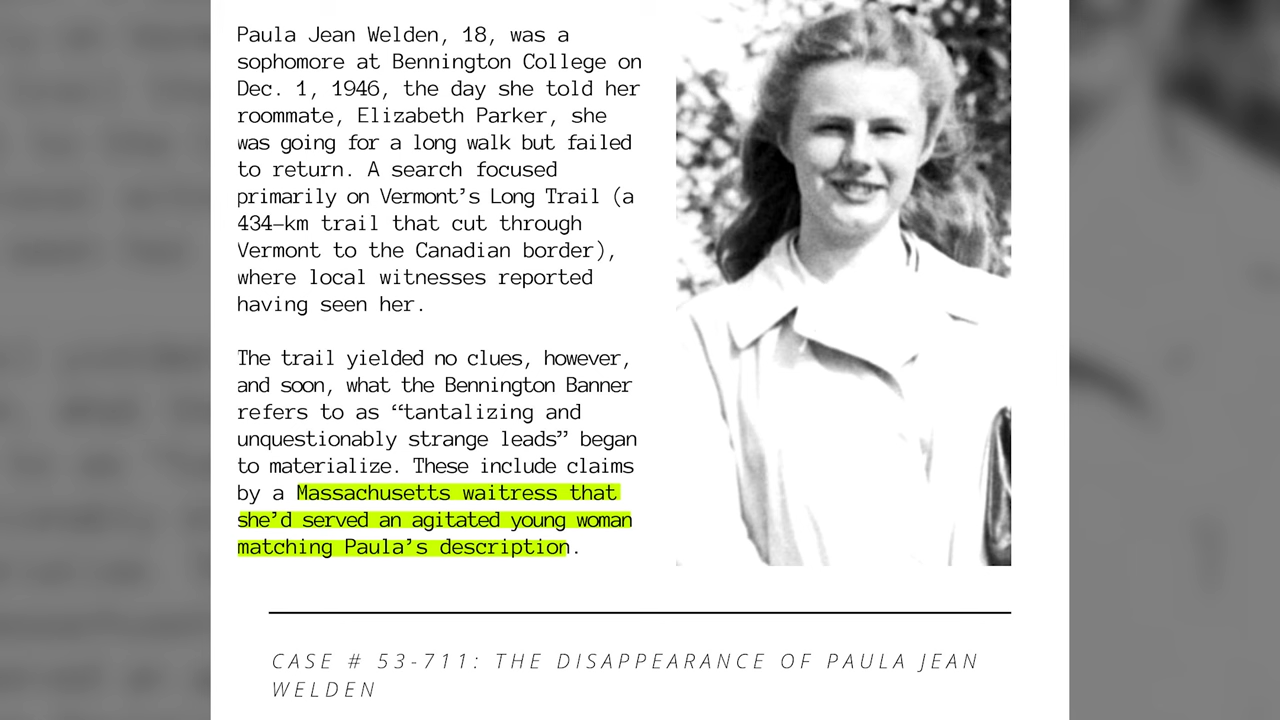 Paula Jean Welden, 18, was a
sophomore at Bennington College on
Dec. 1, 1946, the day she told her
roommate, Elizabeth Parker, she
was going for a long walk but failed
to return. A search focused
primarily on Vermont’s Long Trail (a
434-km trail that cut through
Vermont to the Canadian border),
where local witnesses reported
having seen her.
The trail yielded no clues, however,
and soon, what the Bennington Banner
refers to as “tantalizing and
unquestionably strange leads” began
to materialize. These include claims
by a Massachusetts waitress that
she’d served an agitated young woman
matching Paula’s description.
CASE # 53-711: THE DISAPPEARANCE OF PAULA JEAN
WELDEN